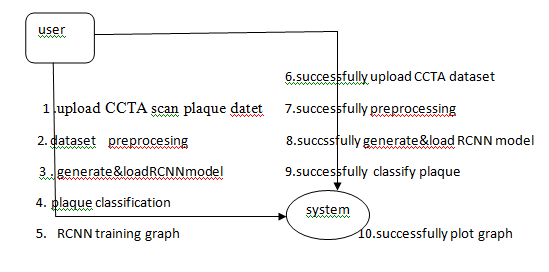 user
6.successfully upload CCTA dataset
1 .upload CCTA scan plaque datet
7.successfully preprocessing
2. dataset preprocesing
8.succssfully generate&load RCNN model
3 . generate&loadRCNNmodel
9.successfully classify plaque
4. plaque classification
system
5. RCNN training graph
10.successfully plot graph